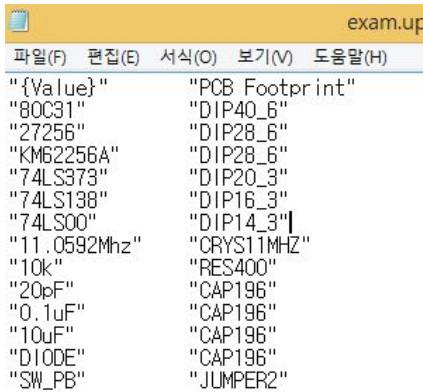 exam.up
파일(F) 편집(E) 서식(O) 보기(V) 도움말(H)
"{Value}" "PCB Footprint"
"80C31" "DIP40_6"
"27256" "DIP28_6"
"KM62256A" "DIP28_6"
"74LS373" "DIP20_3"
"74LS138" "DIP16_3"
"74LS00" "DIP14_3"
"11.0592Mhz" "CRYS11MHZ"
"10k" "RES400"
"20pF" "CAP196"
"0.1uF" "CAP196"
"10uF" "CAP196"
"DIODE" "CAP196"
"SW_PB" "JUMPER2"